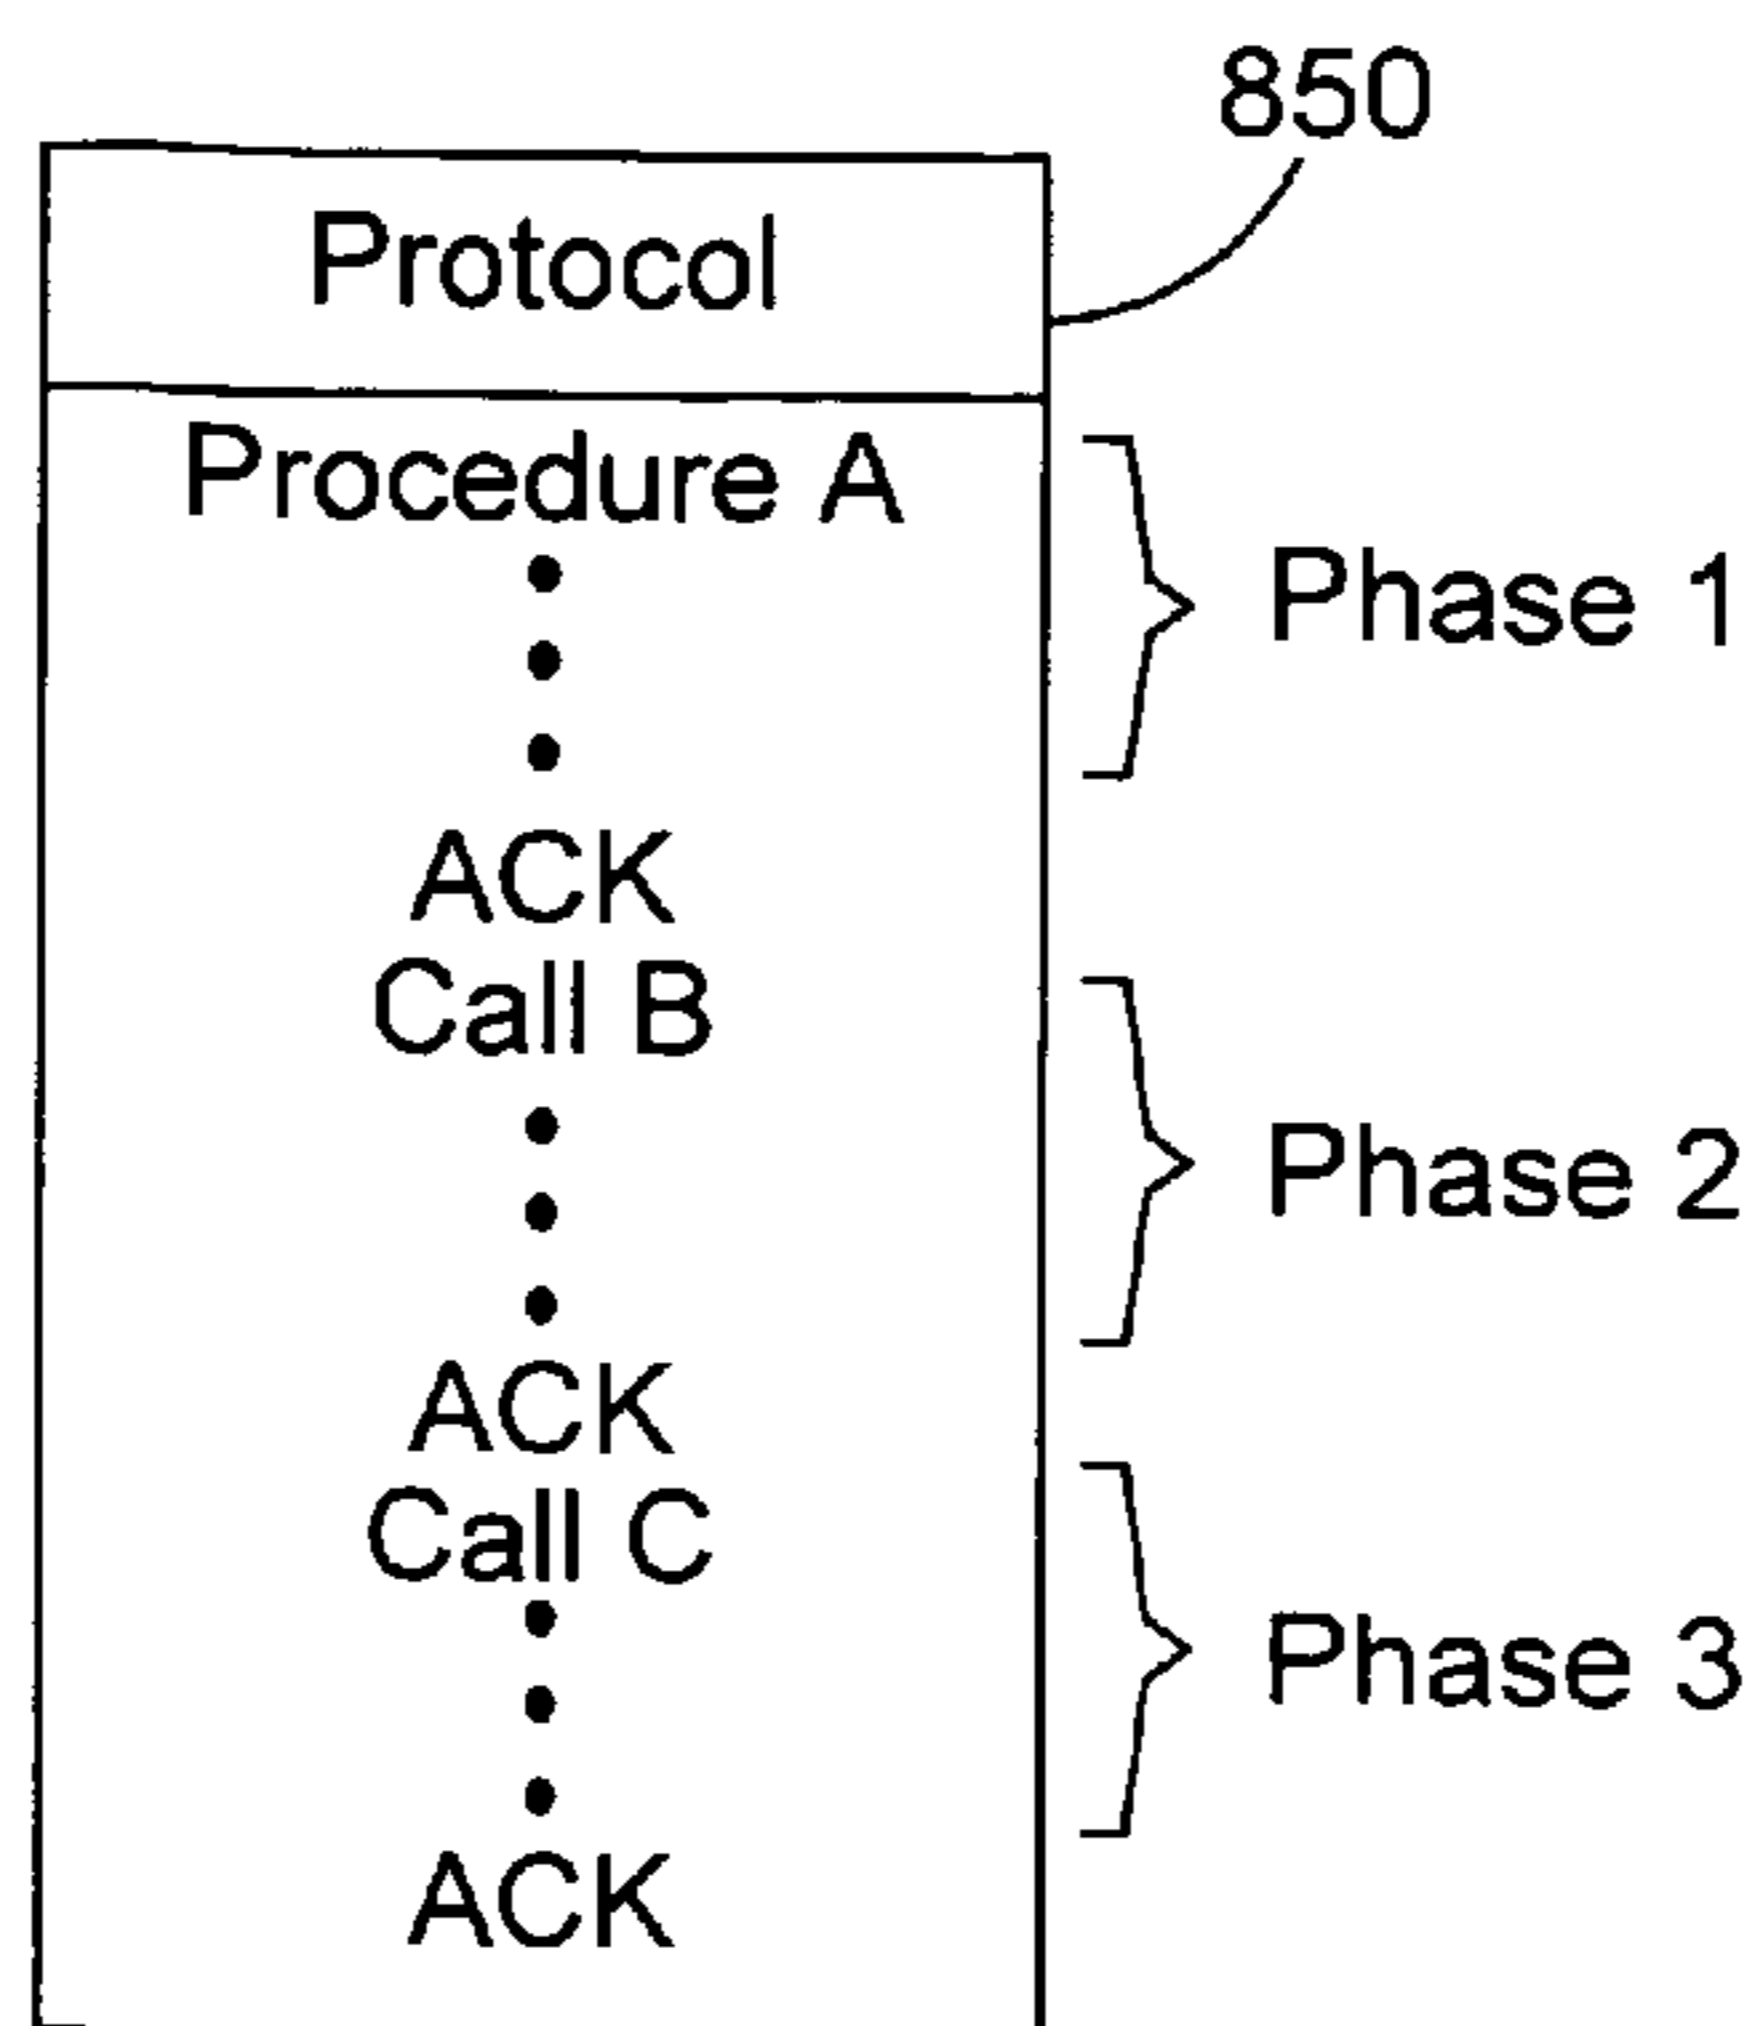 850
Protocol
Procedure A
Phase 1
ACK
Call B
Phase 2
ACK
Call C
Phase 3
ACK